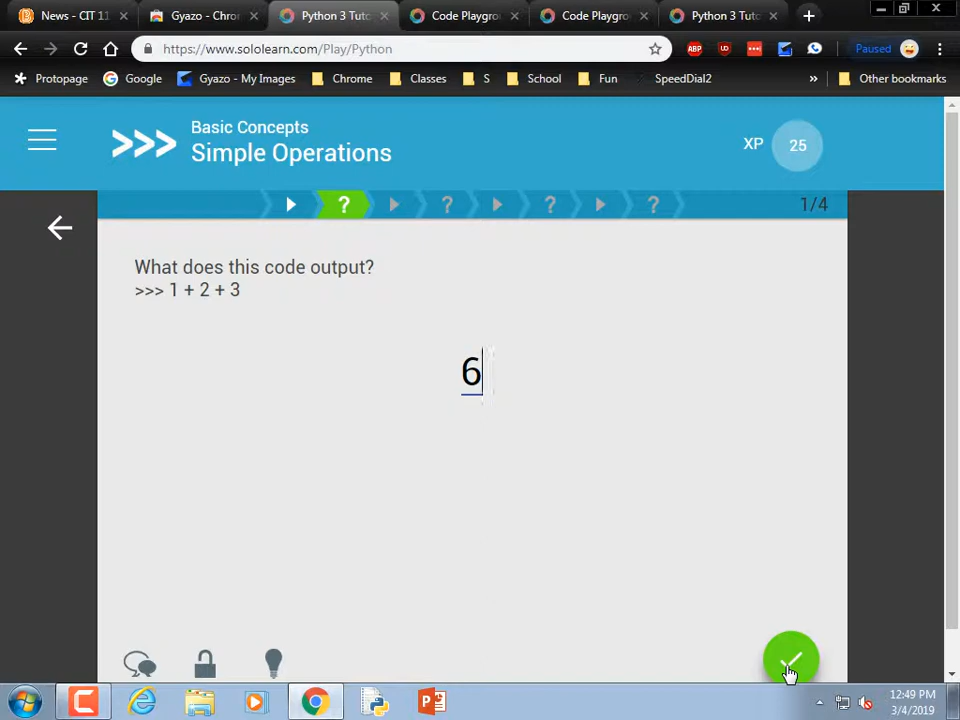 News - CIT 11
Gyazo - Chro
Python 3 Tuto
Code Playgro
Code Playgro
Python 3 Tuto
https://www.sololearn.com/Play/Python
ABP
Paused
Protopage
Google
Gyazo - My Images
Chrome
Classes
S
School
Fun
SpeedDial2
»
Other bookmarks
Basic Concepts
Simple Operations
XP
25
? ? ? ?
1/4
What does this code output?
>>> 1 + 2 + 3
6
12:49 PM
3/4/2019